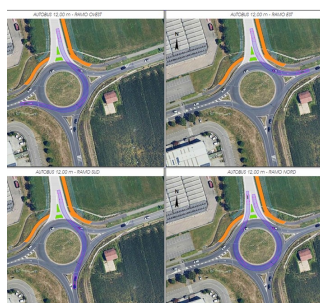 AUTOBUS 12,00 m - RAMO OVEST
AUTOBUS 12,00 m - RAMO EST
N
AUTOBUS 12,00 m - RAMO SUD
AUTOBUS 12,00 m - RAMO NORD
N